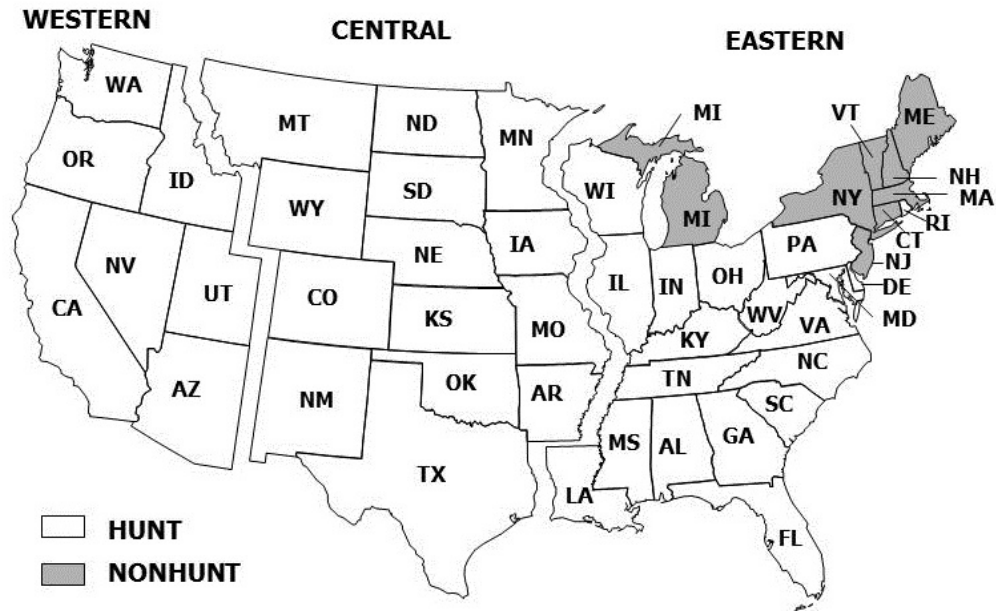 WESTERN
CENTRAL
EASTERN
WA
MT
ND
MN
MI
VT
ME
OR
ID
WY
SD
WI
MI
NY
NH
MA
RI
CT
NJ
DE
MD
NV
UT
CO
NE
IA
IL
IN
OH
PA
CA
KS
MO
KY
WV
VA
AZ
NM
OK
AR
TN
NC
SC
TX
LA
MS
AL
GA
FL
HUNT
NONHUNT